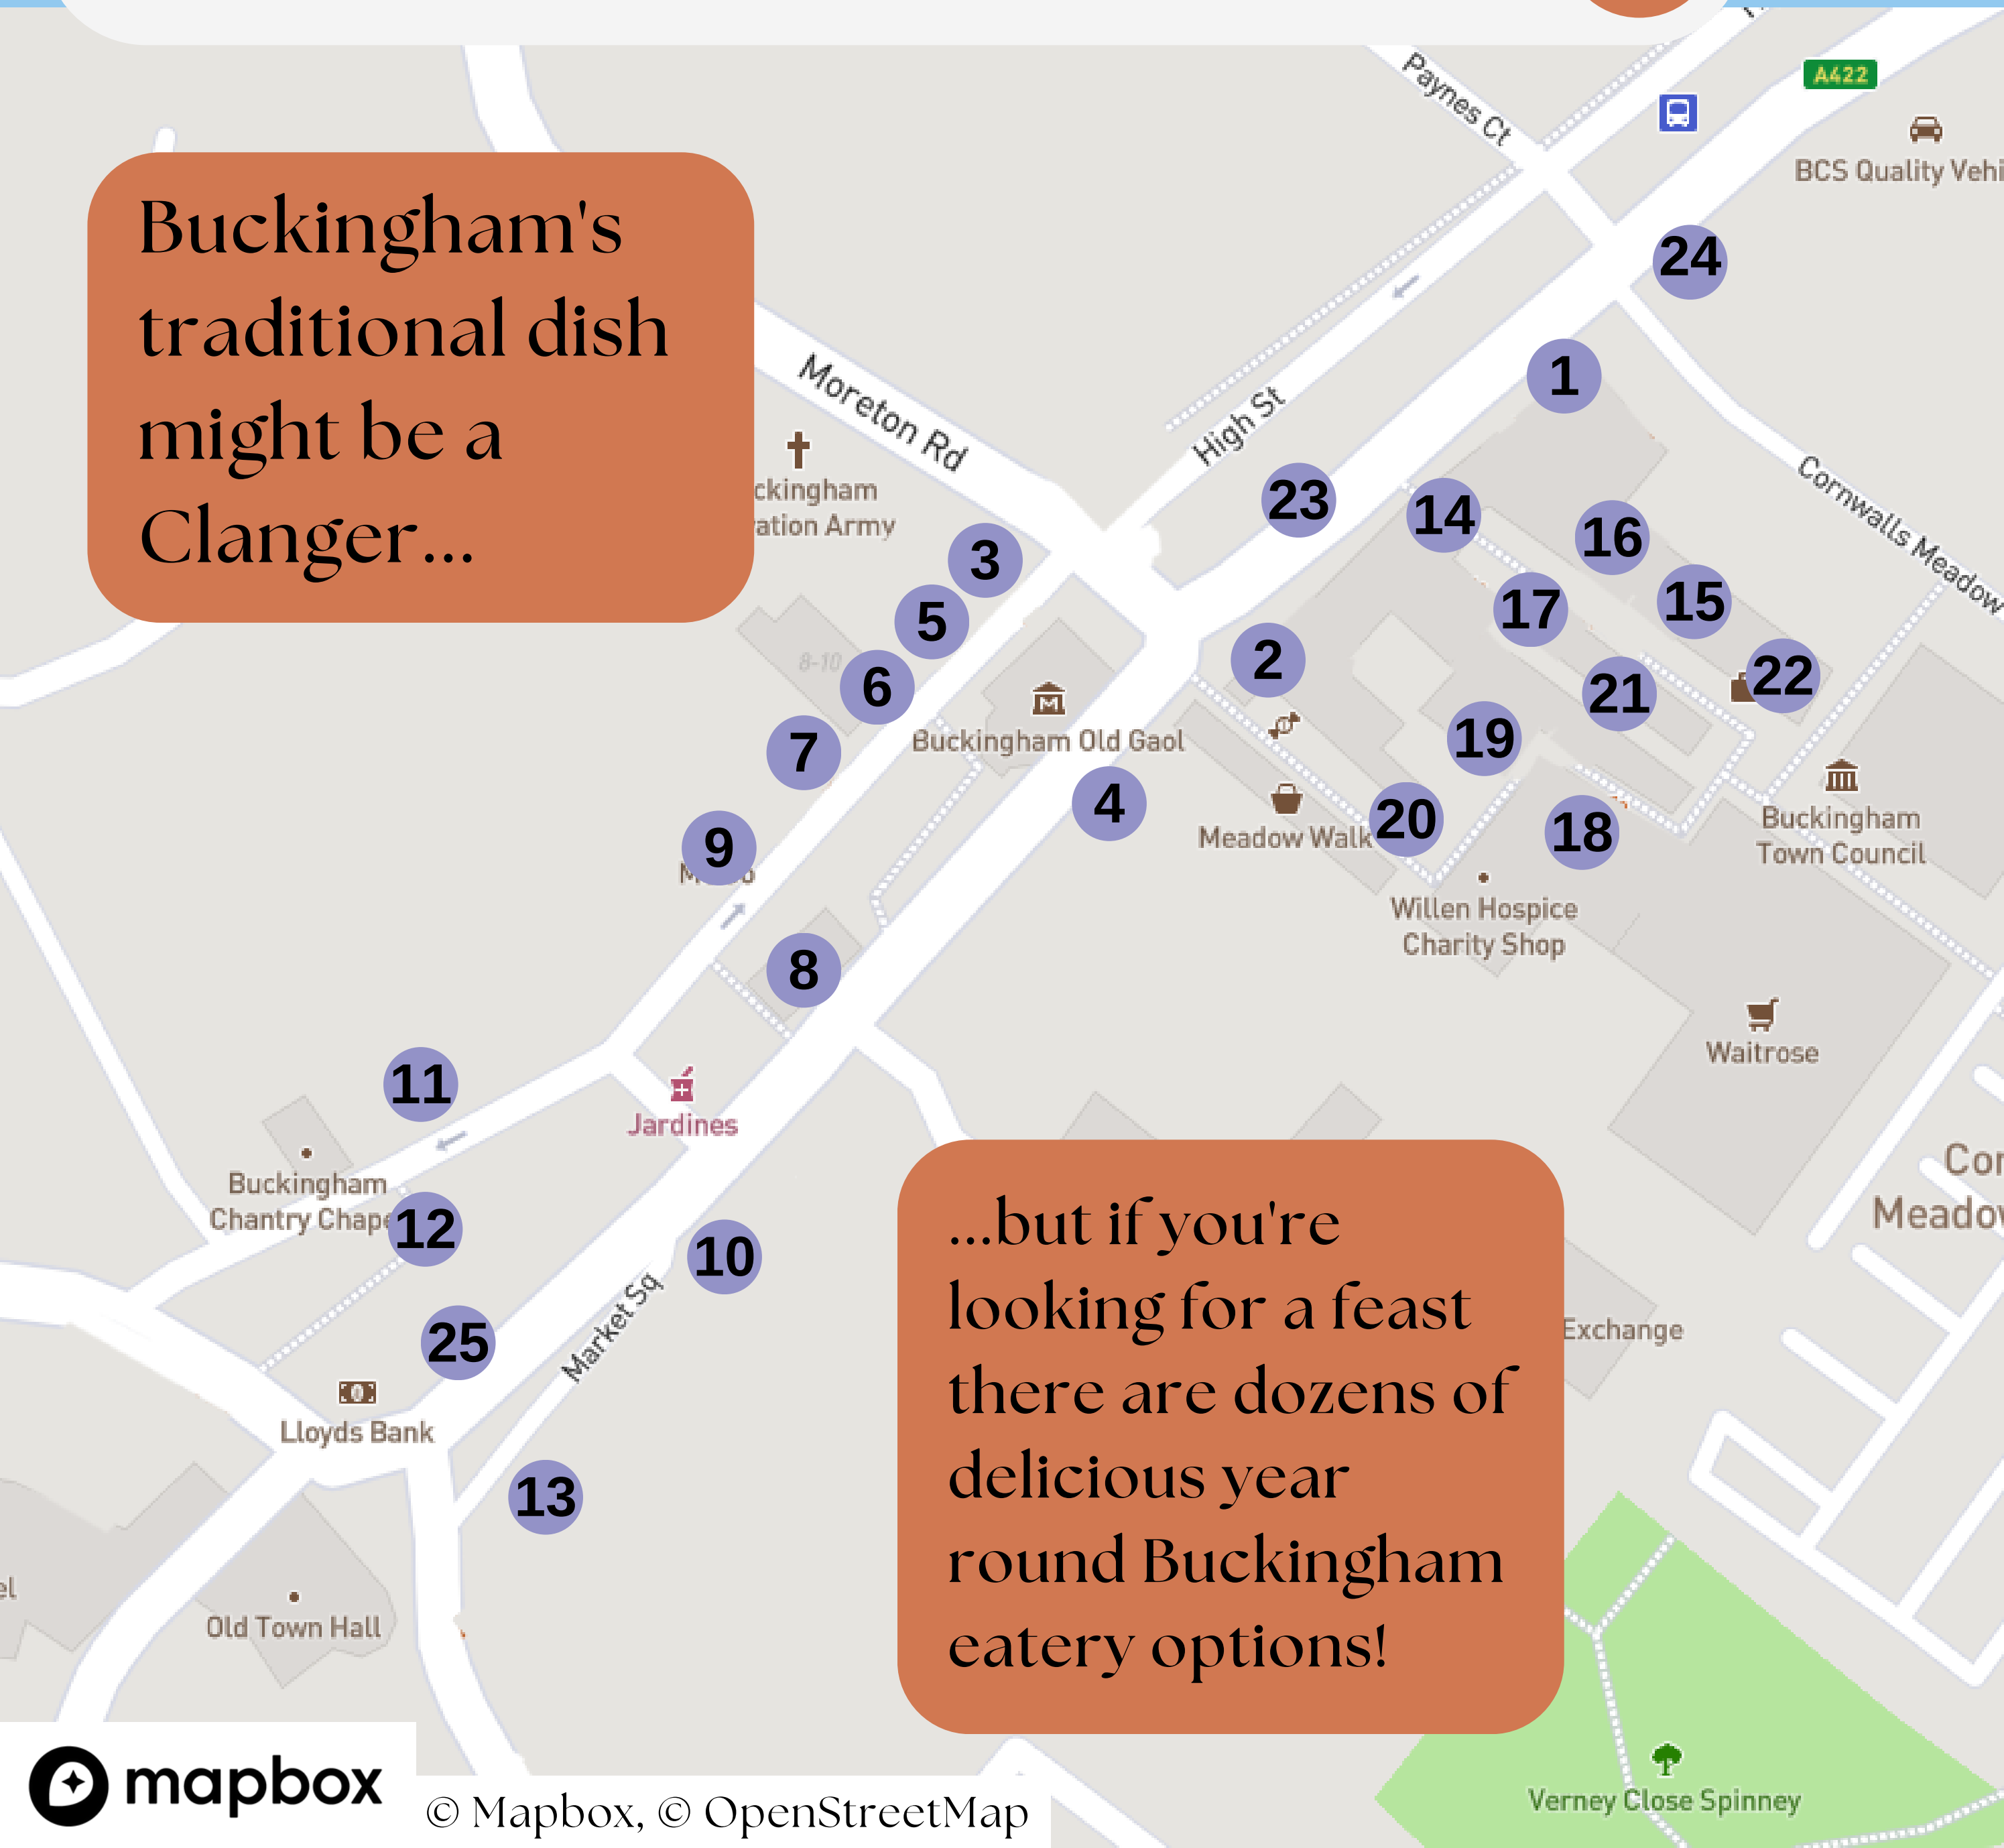 Paynes Ct
A422
BCS Quality Vehi
Buckingham's
traditional dish
might be a
Clanger...
24
1
Moreton Rd
High St
Cornwalls Meadow
ckingham
ation Army
23
14
16
3
5
17
15
2
8-10
6
22
21
7
Buckingham Old Gaol
19
4
20
18
Meadow Walk
Buckingham
Town Council
9
Willen Hospice
Charity Shop
8
Waitrose
11
Jardines
Buckingham
Chantry Chape
12
10
Con
Meadow
25
Market Sq
Exchange
Lloyds Bank
13
el
Old Town Hall
...but if you're
looking for a feast
there are dozens of
delicious year
round Buckingham
eatery options!
Verney Close Spinney
mapbox
© Mapbox, © OpenStreetMap